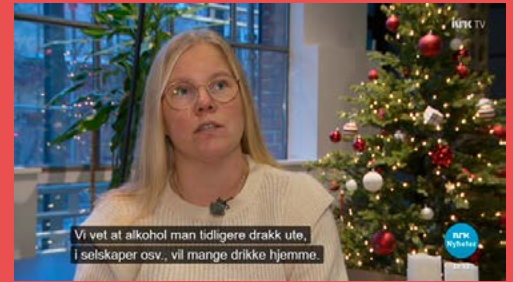 NRK TV
Vi vet at alkohol man tidligere drakk ute,
i selskaper osv., vil mange drikke hjemme.
NRK
Nyheter